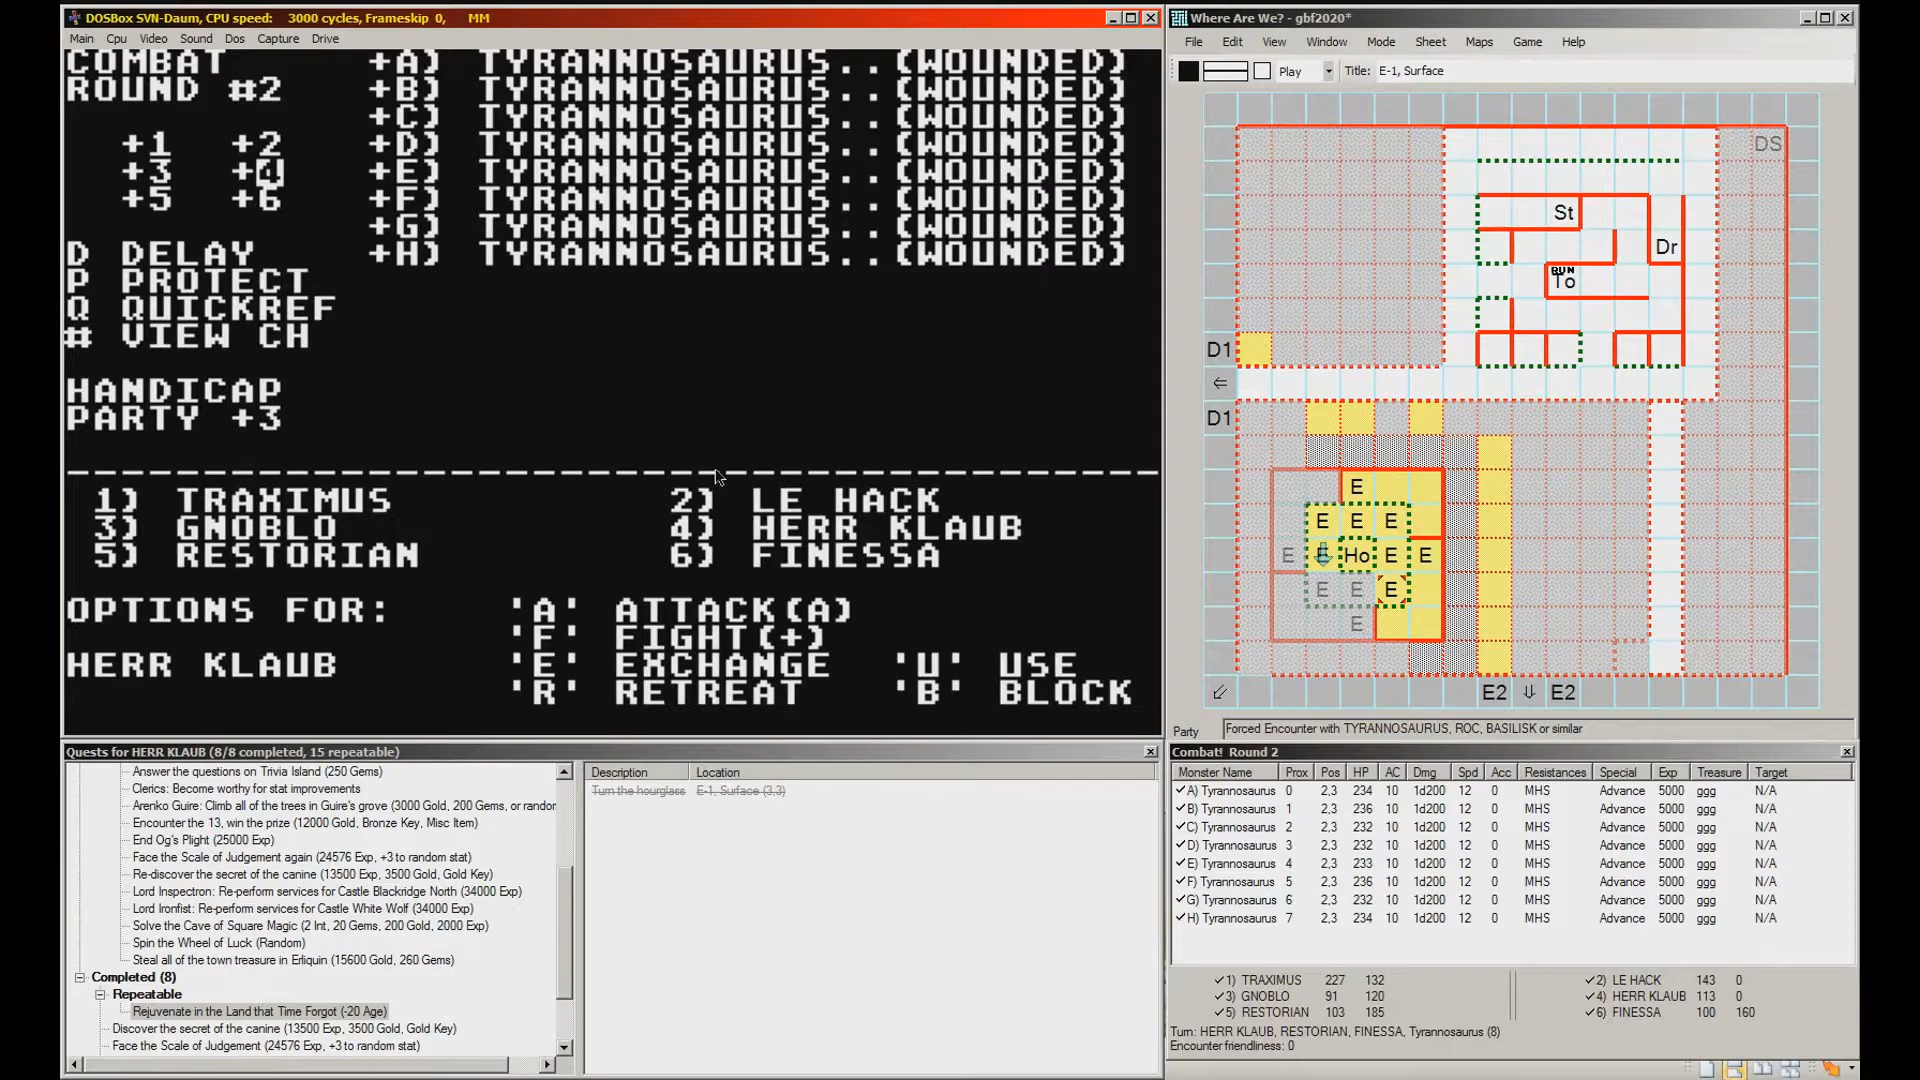 DOSBox SVN-Daum, CPU speed: 3000 cycles, Frameskip 0, MM
Main Cpu Video Sound Dos Capture Drive
COMBAT +A) TYRANNOSAURUS..(WOUNDED)
ROUND #2 +B) TYRANNOSAURUS..(WOUNDED)
+C) TYRANNOSAURUS..(WOUNDED)
+1 +2 +D) TYRANNOSAURUS..(WOUNDED)
+3 +4 +E) TYRANNOSAURUS..(WOUNDED)
+5 +6 +F) TYRANNOSAURUS..(WOUNDED)
+G) TYRANNOSAURUS..(WOUNDED)
D DELAY +H) TYRANNOSAURUS..(WOUNDED)
P PROTECT
Q QUICKREF
# VIEW CH
HANDICAP
PARTY +3
1) TRAXIMUS 2) LE HACK
3) GNOBLO 4) HERR KLAUB
5) RESTORIAN 6) FINESSA
OPTIONS FOR: 'A' ATTACK(A)
'F' FIGHT(+)
HERR KLAUB 'E' EXCHANGE 'U' USE
'R' RETREAT 'B' BLOCK
Where Are We? - gbf2020*
File Edit View Window Mode Sheet Maps Game Help
Play Title: E-1, Surface
DS
St
Dr
RUN
To
D1
D1
E
E E E
E E Ho E E
E E E
E
E2 E2
Party Forced Encounter with TYRANNOSAURUS, ROC, BASILISK or similar
Quests for HERR KLAUB (8/8 completed, 15 repeatable)
Answer the questions on Trivia Island (250 Gems)
Clerics: Become worthy for stat improvements
Arenko Guire: Climb all of the trees in Guire's grove (3000 Gold, 200 Gems, or randor
Encounter the 13, win the prize (12000 Gold, Bronze Key, Misc Item)
End Og's Plight (25000 Exp)
Face the Scale of Judgement again (24576 Exp, +3 to random stat)
Re-discover the secret of the canine (13500 Exp, 3500 Gold, Gold Key)
Lord Inspectron: Re-perform services for Castle Blackridge North (34000 Exp)
Lord Ironfist: Re-perform services for Castle White Wolf (34000 Exp)
Solve the Cave of Square Magic (2 Int, 20 Gems, 200 Gold, 2000 Exp)
Spin the Wheel of Luck (Random)
Steal all of the town treasure in Erliquin (15600 Gold, 260 Gems)
Completed (8)
Repeatable
Rejuvenate in the Land that Time Forgot (-20 Age)
Discover the secret of the canine (13500 Exp, 3500 Gold, Gold Key)
Face the Scale of Judgement (24576 Exp, +3 to random stat)
Description Location
Turn the hourglass E-1, Surface (3,3)
Combat! Round 2
Monster Name Prox Pos HP AC Dmg Spd Acc Resistances Special Exp Treasure Target
A) Tyrannosaurus 0 2,3 234 10 1d200 12 0 MHS Advance 5000 ggg N/A
B) Tyrannosaurus 1 2,3 236 10 1d200 12 0 MHS Advance 5000 ggg N/A
C) Tyrannosaurus 2 2,3 232 10 1d200 12 0 MHS Advance 5000 ggg N/A
D) Tyrannosaurus 3 2,3 232 10 1d200 12 0 MHS Advance 5000 ggg N/A
E) Tyrannosaurus 4 2,3 233 10 1d200 12 0 MHS Advance 5000 ggg N/A
F) Tyrannosaurus 5 2,3 236 10 1d200 12 0 MHS Advance 5000 ggg N/A
G) Tyrannosaurus 6 2,3 232 10 1d200 12 0 MHS Advance 5000 ggg N/A
H) Tyrannosaurus 7 2,3 234 10 1d200 12 0 MHS Advance 5000 ggg N/A
1) TRAXIMUS 227 132 2) LE HACK 143 0
3) GNOBLO 91 120 4) HERR KLAUB 113 0
5) RESTORIAN 103 185 6) FINESSA 100 160
Turn: HERR KLAUB, RESTORIAN, FINESSA, Tyrannosaurus (8)
Encounter friendliness: 0